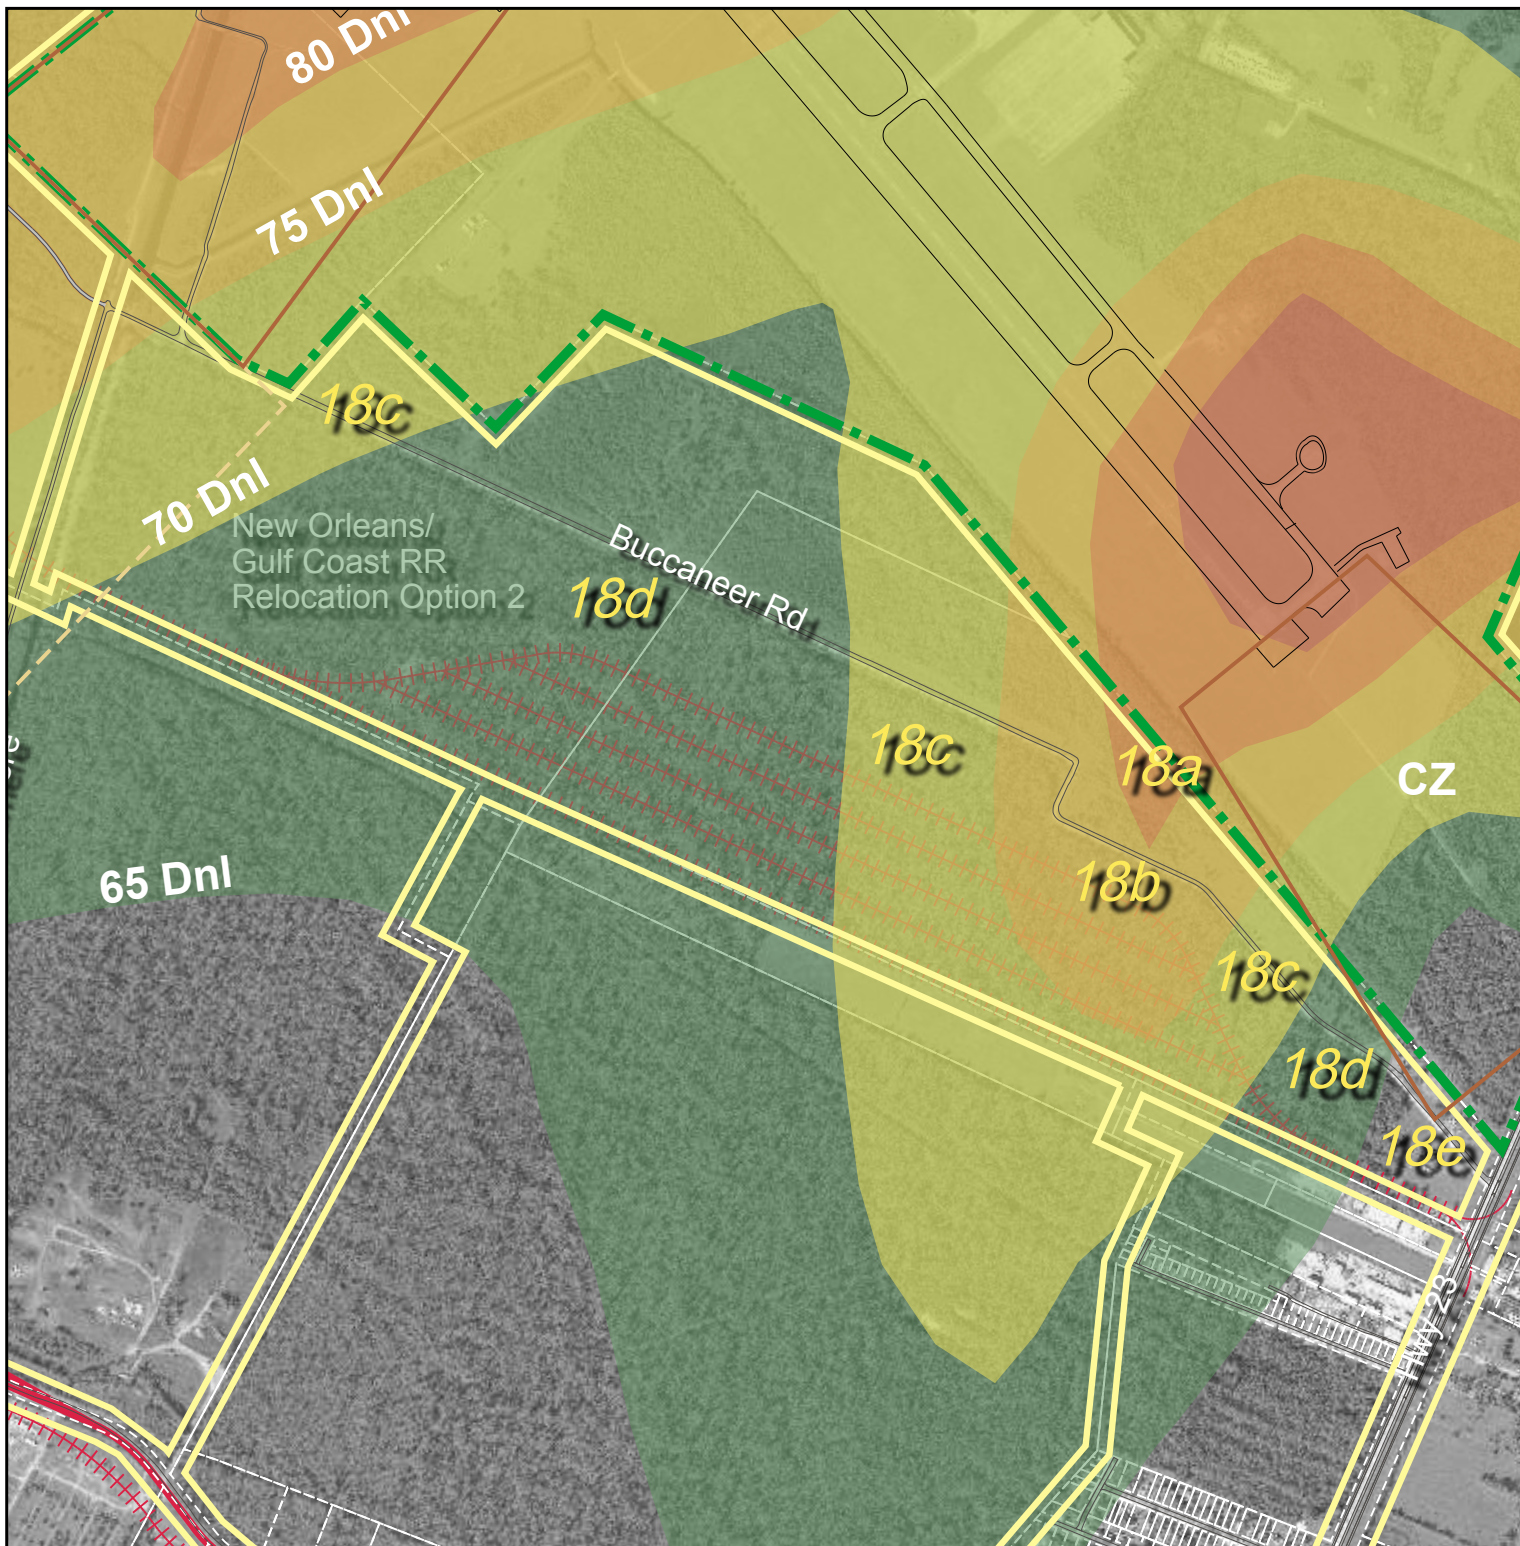 80 Dnl
75 Dnl
18c
70 Dnl
New Orleans/
Gulf Coast RR
Relocation Option 2
Buccaneer Rd
18d
18c
18a
CZ
65 Dnl
18b
18c
18d
18e
Hwy 23